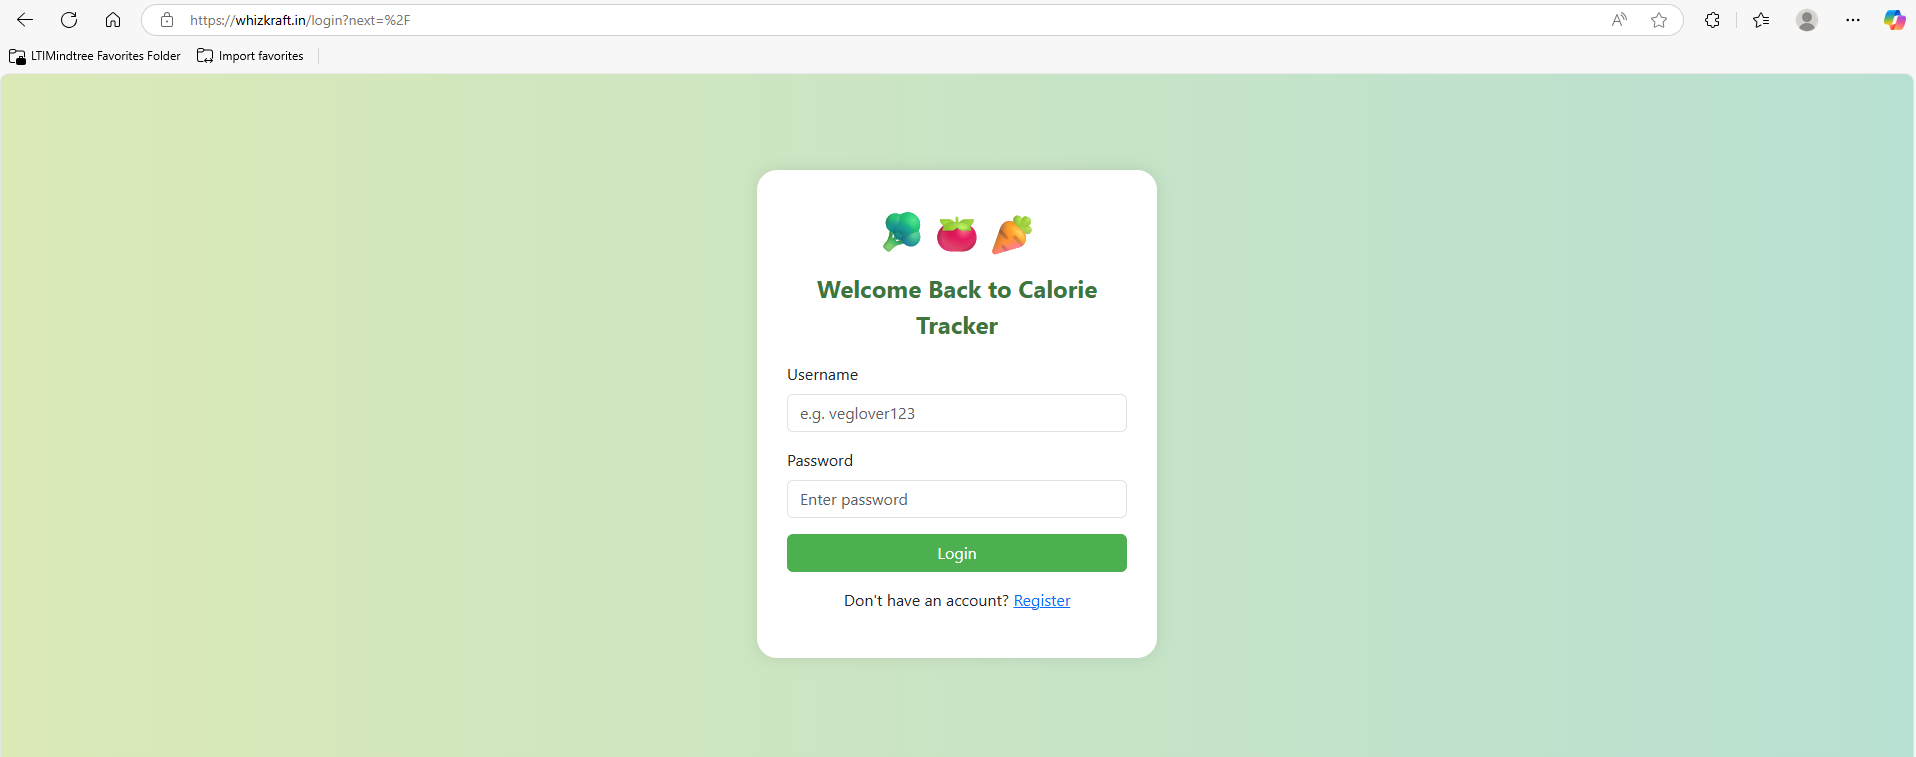 https://whizkraft.in/login?next=%2F
LTIMindtree Favorites Folder
Import favorites
Welcome Back to Calorie
Tracker
Username
e.g. veglover123
Password
Enter password
Login
Don't have an account? Register